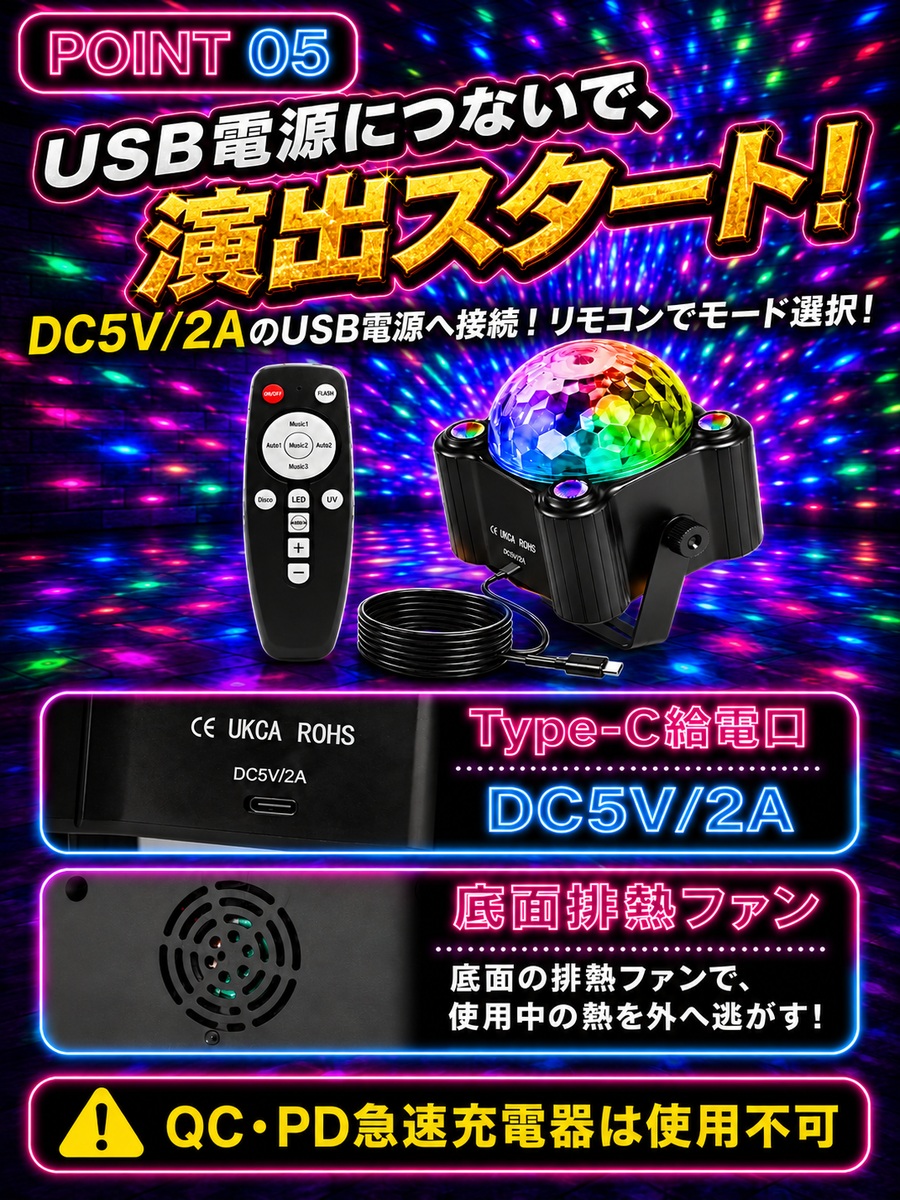 POINT 05
USB電源につないで、
演出スタート!
DC5V/2AのUSB電源へ接続!リモコンでモード選択!
ON/OFF
FLASH
Music1
Auto1
Music2
Auto2
Music3
Disco
LED
UV
+
−
CE UKCA ROHS
DC5V/2A
CE UKCA ROHS
DC5V/2A
Type-C給電口
DC5V/2A
底面排熱ファン
底面の排熱ファンで、
使用中の熱を外へ逃がす!
QC・PD急速充電器は使用不可